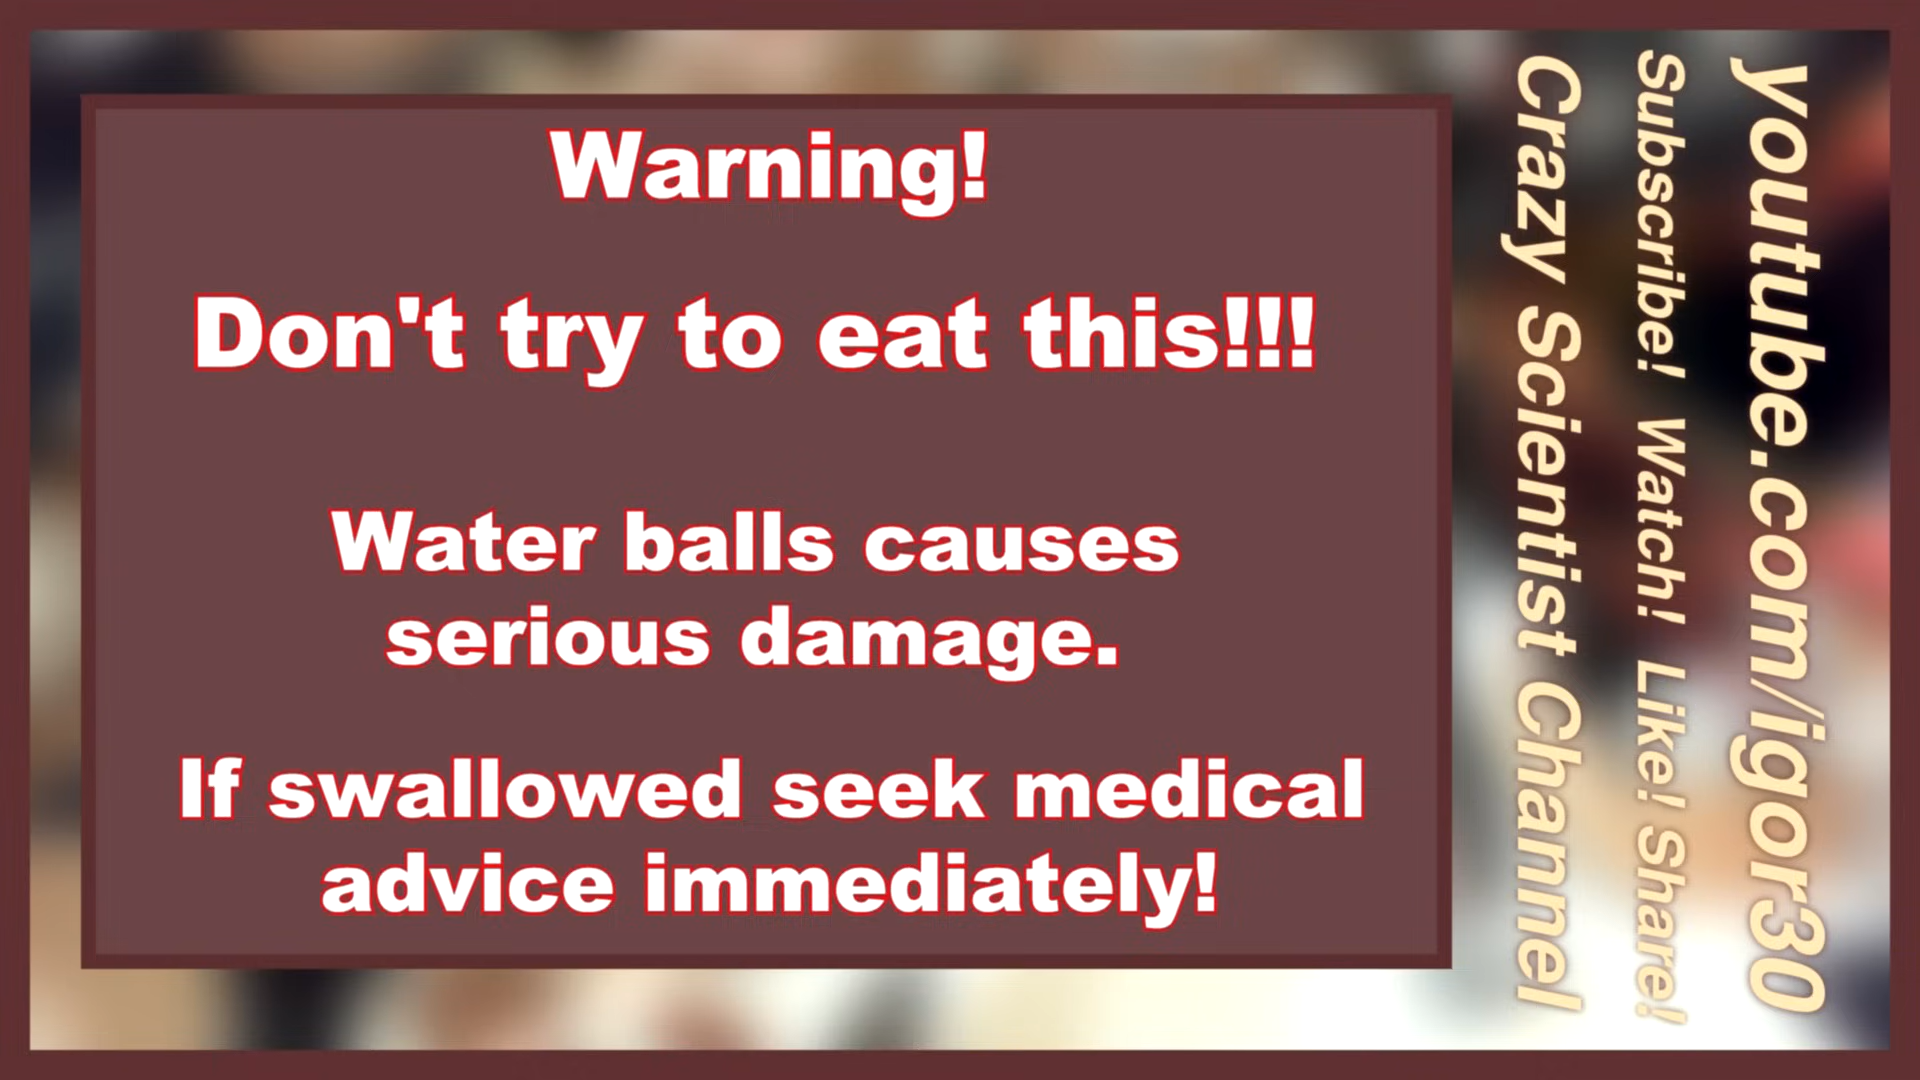 Warning!
Don't try to eat this!!!
Water balls causes
serious damage.
If swallowed seek medical
advice immediately!
youtube.com/igor30
Subscribe! Watch! Like! Share!
Crazy Scientist Channel